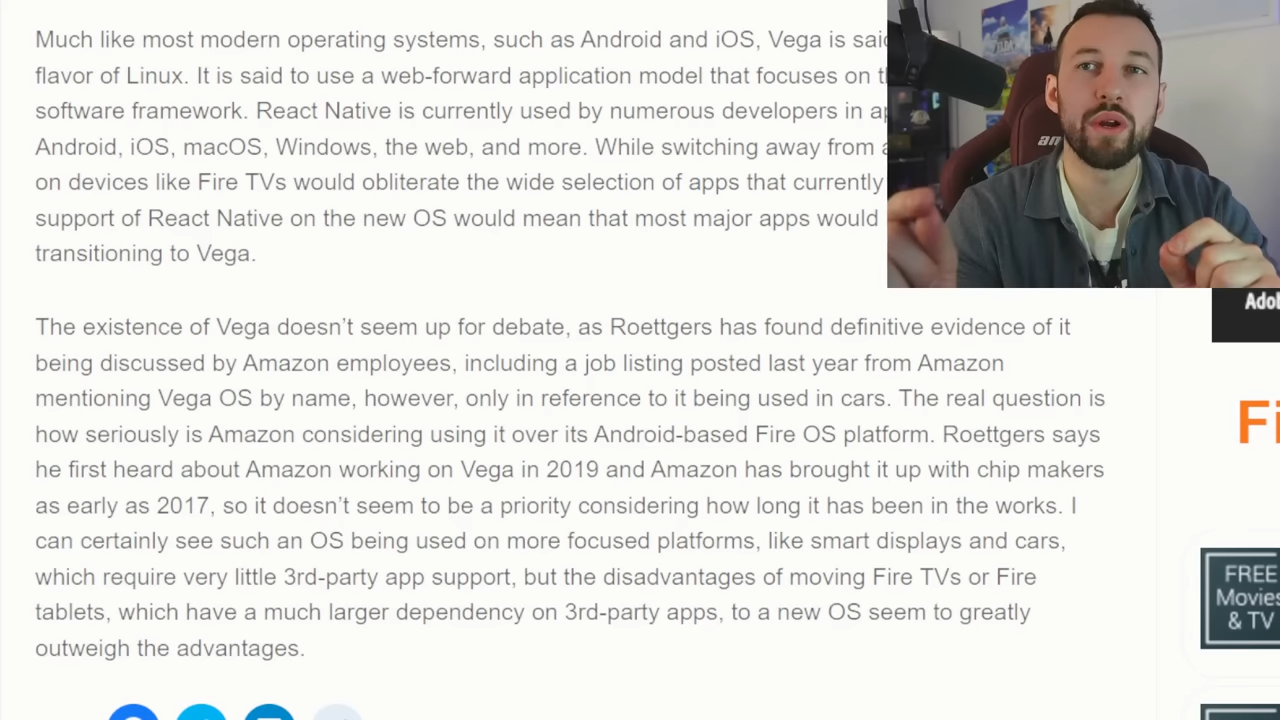 Much like most modern operating systems, such as Android and iOS, Vega is said
flavor of Linux. It is said to use a web-forward application model that focuses on
software framework. React Native is currently used by numerous developers in
Android, iOS, macOS, Windows, the web, and more. While switching away from
on devices like Fire TVs would obliterate the wide selection of apps that currently
support of React Native on the new OS would mean that most major apps would
transitioning to Vega.
The existence of Vega doesn't seem up for debate, as Roettgers has found definitive evidence of it
being discussed by Amazon employees, including a job listing posted last year from Amazon
mentioning Vega OS by name, however, only in reference to it being used in cars. The real question is
how seriously is Amazon considering using it over its Android-based Fire OS platform. Roettgers says
he first heard about Amazon working on Vega in 2019 and Amazon has brought it up with chip makers
as early as 2017, so it doesn't seem to be a priority considering how long it has been in the works. I
can certainly see such an OS being used on more focused platforms, like smart displays and cars,
which require very little 3rd-party app support, but the disadvantages of moving Fire TVs or Fire
tablets, which have a much larger dependency on 3rd-party apps, to a new OS seem to greatly
outweigh the advantages.
an
Adol
Fi
FREE
Movies
& TV